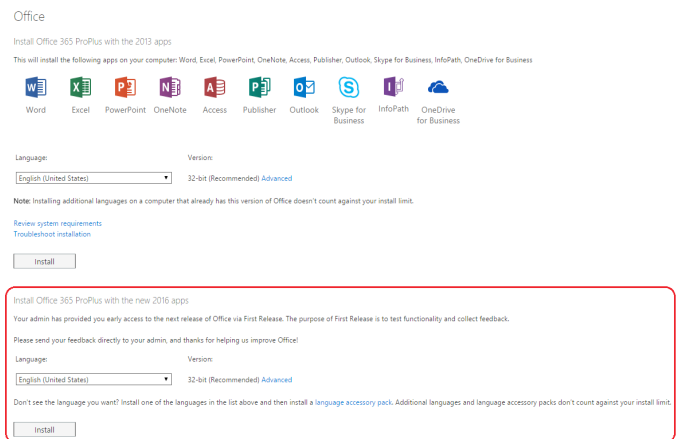 Office
Install Office 365 ProPlus with the 2013 apps
This will install the following apps on your computer: Word, Excel, PowerPoint, OneNote, Access, Publisher, Outlook, Skype for Business, InfoPath, OneDrive for Business
Word Excel PowerPoint OneNote Access Publisher Outlook Skype for Business InfoPath OneDrive for Business
Language: Version:
English (United States) 32-bit (Recommended) Advanced
Note: Installing additional languages on a computer that already has this version of Office doesn't count against your install limit.
Review system requirements
Troubleshoot installation
Install
Install Office 365 ProPlus with the new 2016 apps
Your admin has provided you early access to the next release of Office via First Release. The purpose of First Release is to test functionality and collect feedback.
Please send your feedback directly to your admin, and thanks for helping us improve Office!
Language: Version:
English (United States) 32-bit (Recommended) Advanced
Don't see the language you want? Install one of the languages in the list above and then install a language accessory pack. Additional languages and language accessory packs don't count against your install limit.
Install